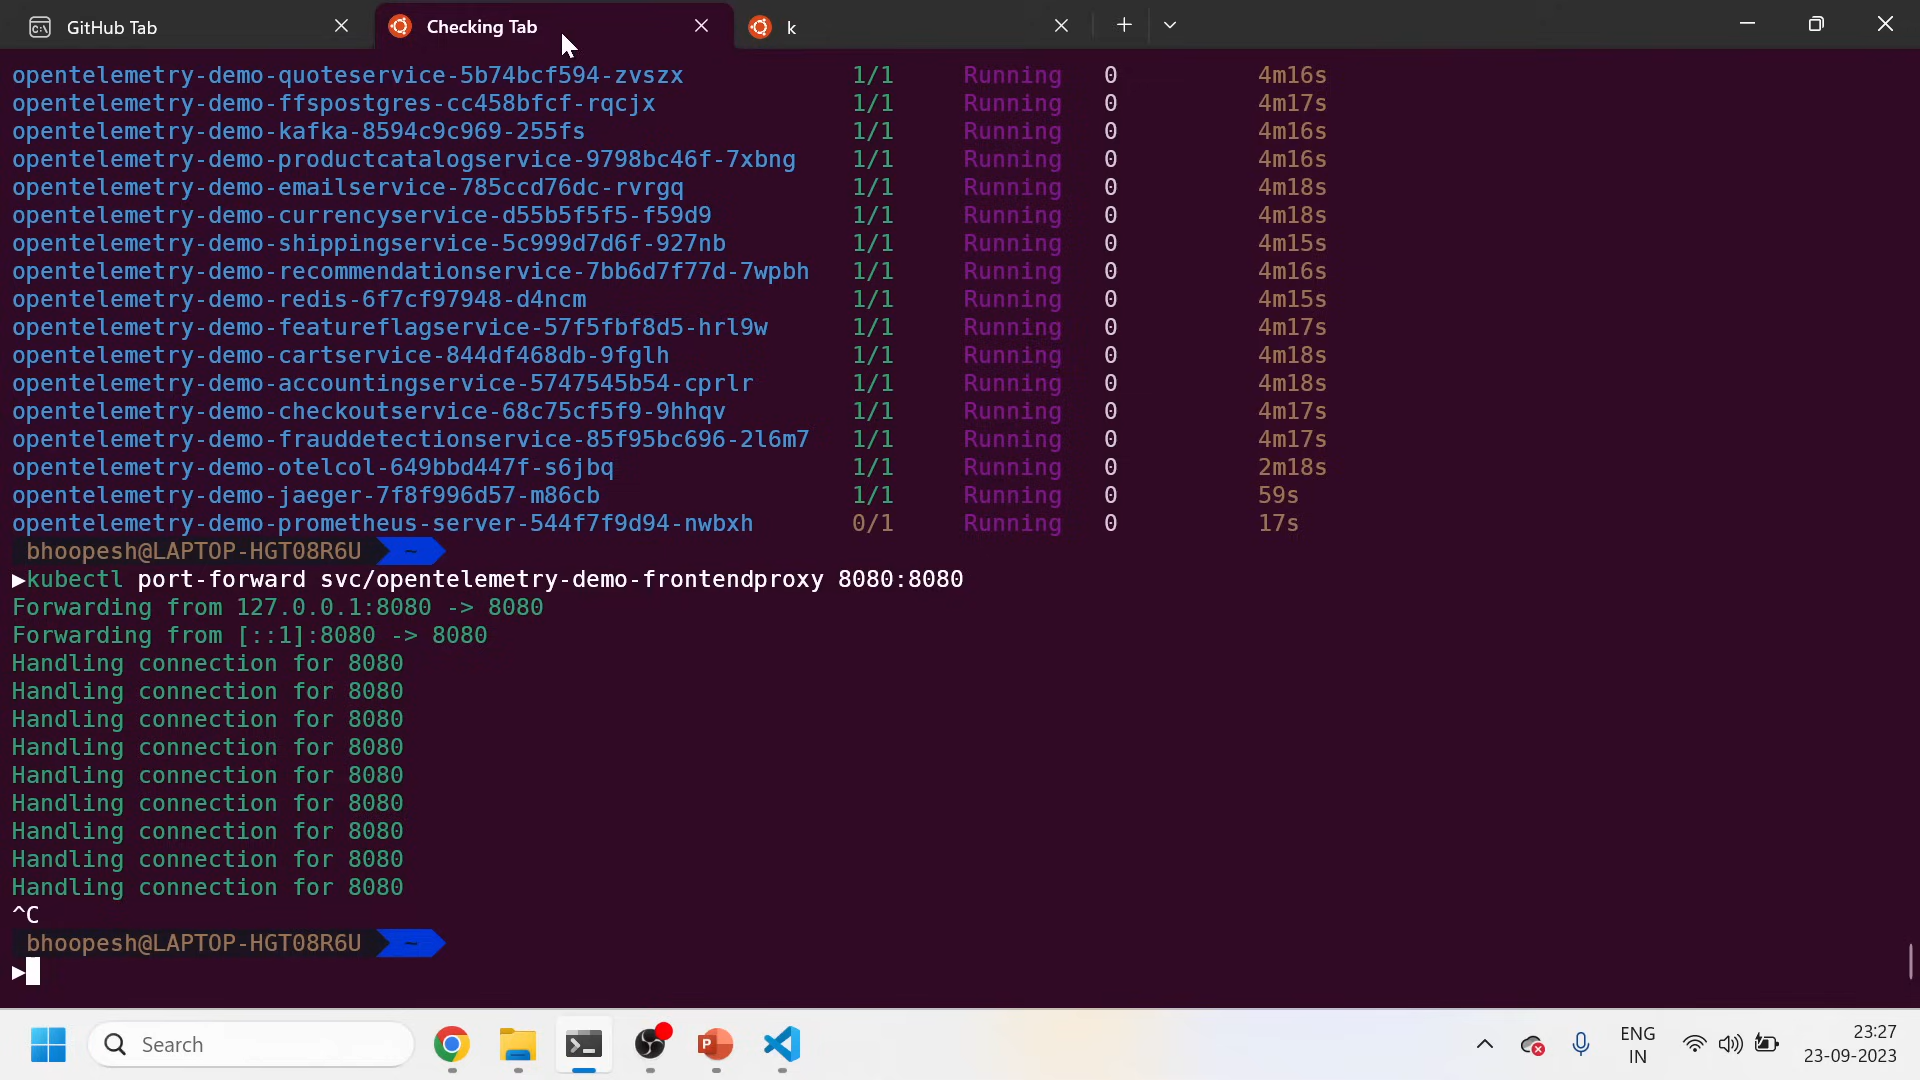 GitHub Tab
Checking Tab
k
opentelemetry-demo-quoteservice-5b74bcf594-zvszx 1/1 Running 0 4m16s
opentelemetry-demo-ffspostgres-cc458bfcf-rqcjx 1/1 Running 0 4m17s
opentelemetry-demo-kafka-8594c9c969-255fs 1/1 Running 0 4m16s
opentelemetry-demo-productcatalogservice-9798bc46f-7xbng 1/1 Running 0 4m16s
opentelemetry-demo-emailservice-785ccd76dc-rvrgq 1/1 Running 0 4m18s
opentelemetry-demo-currencyservice-d55b5f5f5-f59d9 1/1 Running 0 4m18s
opentelemetry-demo-shippingservice-5c999d7d6f-927nb 1/1 Running 0 4m15s
opentelemetry-demo-recommendationservice-7bb6d7f77d-7wpbh 1/1 Running 0 4m16s
opentelemetry-demo-redis-6f7cf97948-d4ncm 1/1 Running 0 4m15s
opentelemetry-demo-featureflagservice-57f5fbf8d5-hrl9w 1/1 Running 0 4m17s
opentelemetry-demo-cartservice-844df468db-9fglh 1/1 Running 0 4m18s
opentelemetry-demo-accountingservice-5747545b54-cprlr 1/1 Running 0 4m18s
opentelemetry-demo-checkoutservice-68c75cf5f9-9hhqv 1/1 Running 0 4m17s
opentelemetry-demo-frauddetectionservice-85f95bc696-2l6m7 1/1 Running 0 4m17s
opentelemetry-demo-otelcol-649bbd447f-s6jbq 1/1 Running 0 2m18s
opentelemetry-demo-jaeger-7f8f996d57-m86cb 1/1 Running 0 59s
opentelemetry-demo-prometheus-server-544f7f9d94-nwbxh 0/1 Running 0 17s
bhoopesh@LAPTOP-HGT08R6U ~
▶kubectl port-forward svc/opentelemetry-demo-frontendproxy 8080:8080
Forwarding from 127.0.0.1:8080 -> 8080
Forwarding from [::1]:8080 -> 8080
Handling connection for 8080
Handling connection for 8080
Handling connection for 8080
Handling connection for 8080
Handling connection for 8080
Handling connection for 8080
Handling connection for 8080
Handling connection for 8080
Handling connection for 8080
^C
bhoopesh@LAPTOP-HGT08R6U ~
▶
Search
ENG
IN
23:27
23-09-2023